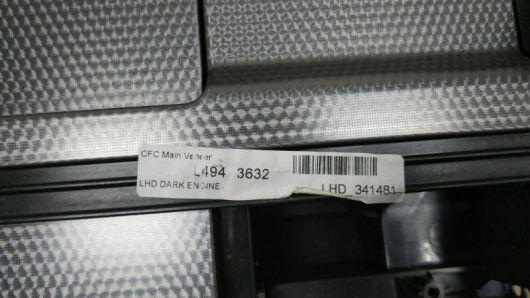 CFC Main Veneer
L494 3632
LHD DARK ENGINE
LHD 341481